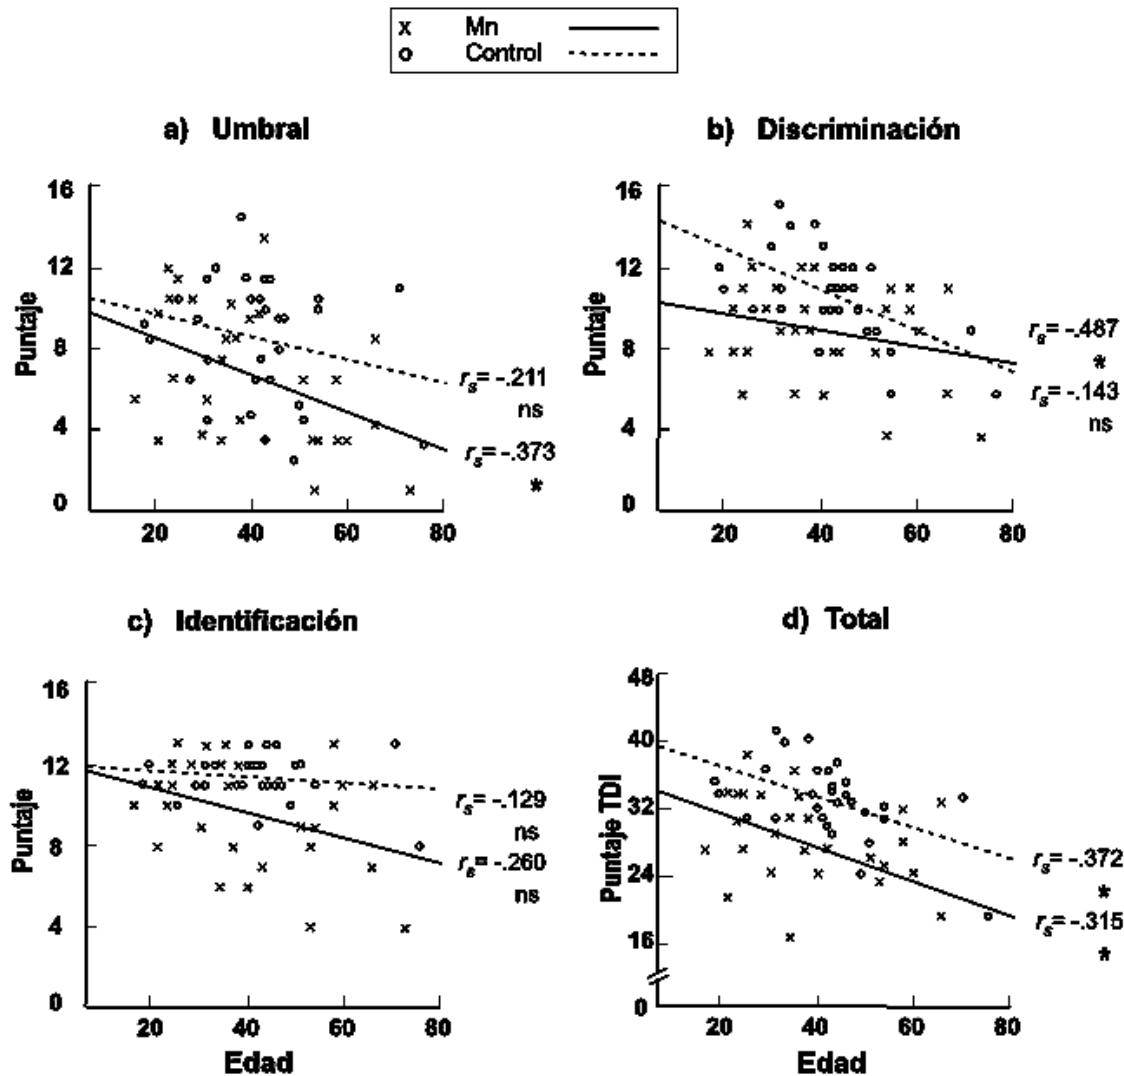 x Mn
o Control
a) Umbral
Puntaje
16
12
8
4
0
20
40
60
80
rs= -.211
ns
rs= -.373
*
b) Discriminación
Puntaje
16
12
8
4
0
20
40
60
80
rs= -.487
*
rs= -.143
ns
c) Identificación
Puntaje
16
12
8
4
0
20
40
60
80
Edad
rs= -.129
ns
rs= -.260
ns
d) Total
Puntaje TDI
48
40
32
24
16
0
20
40
60
80
Edad
rs= -.372
*
rs= -.315
*